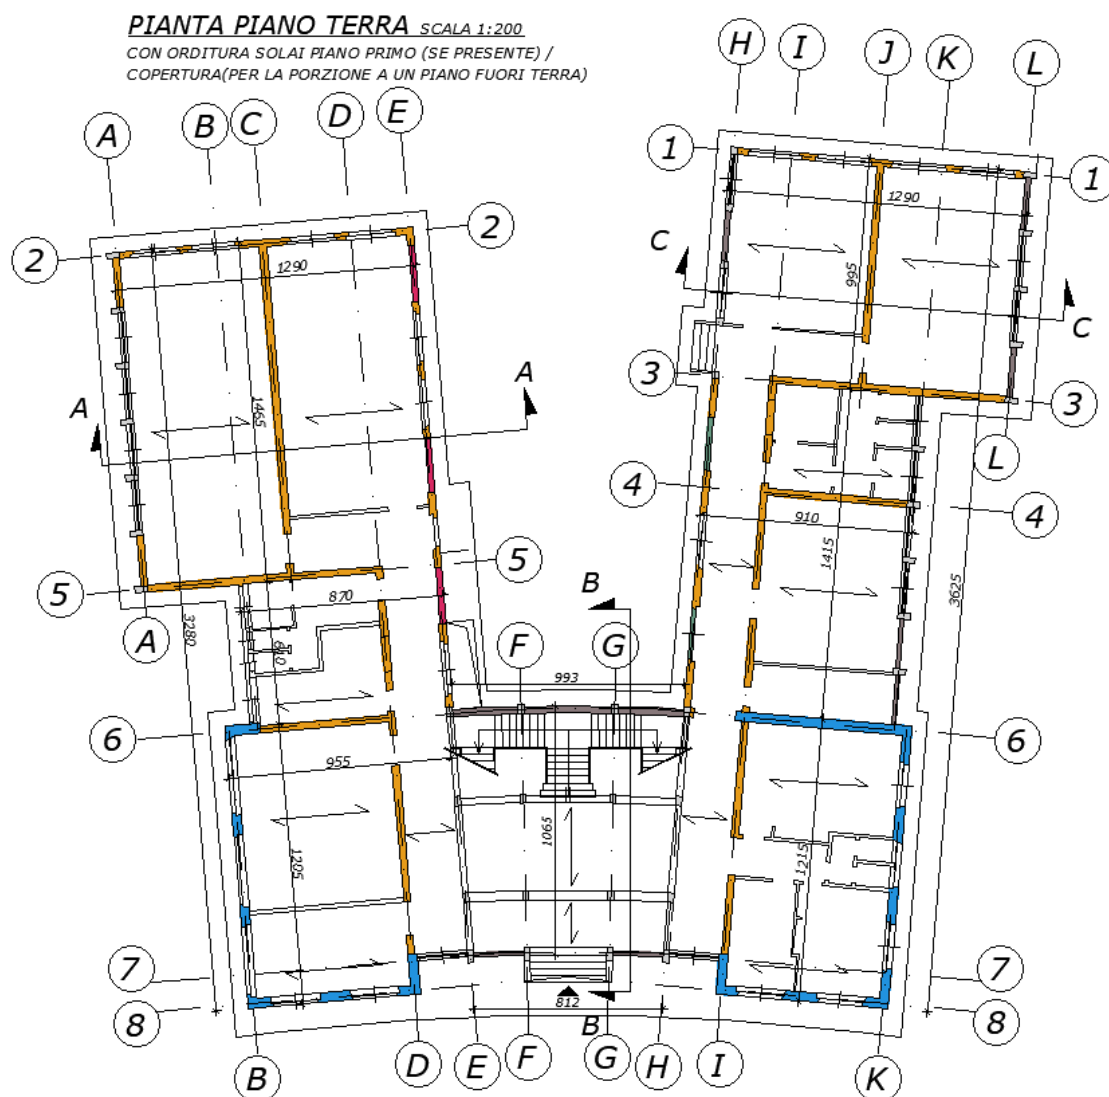 PIANTA PIANO TERRA SCALA 1:200
CON ORDITURA SOLAI PIANO PRIMO (SE PRESENTE) /
COPERTURA(PER LA PORZIONE A UN PIANO FUORI TERRA)
H
I
J
K
L
A
B
C
D
E
1
1
2
2
1290
1290
C
C
995
3
3
A
A
1465
L
4
4
910
1415
5
5
870
B
3625
3280
A
F
G
993
6
6
955
1065
1205
1215
7
7
8
8
812
B
B
D
E
F
G
H
I
K